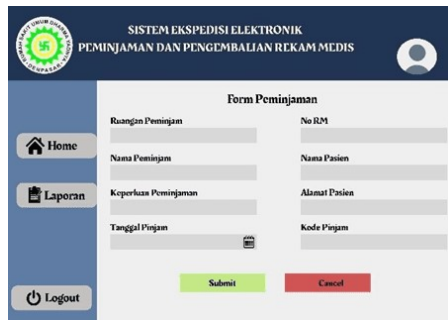 SISTEM EKSPEDISI ELEKTRONIK
PEMINJAMAN DAN PENGEMBALIAN REKAM MEDIS
Form Peminjaman
Ruangan Peminjam
No RM
Home
Nama Peminjam
Nama Pasien
Laporan
Keperluan Peminjaman
Alamat Pasien
Tanggal Pinjam
Kode Pinjam
Submit
Cancel
Logout